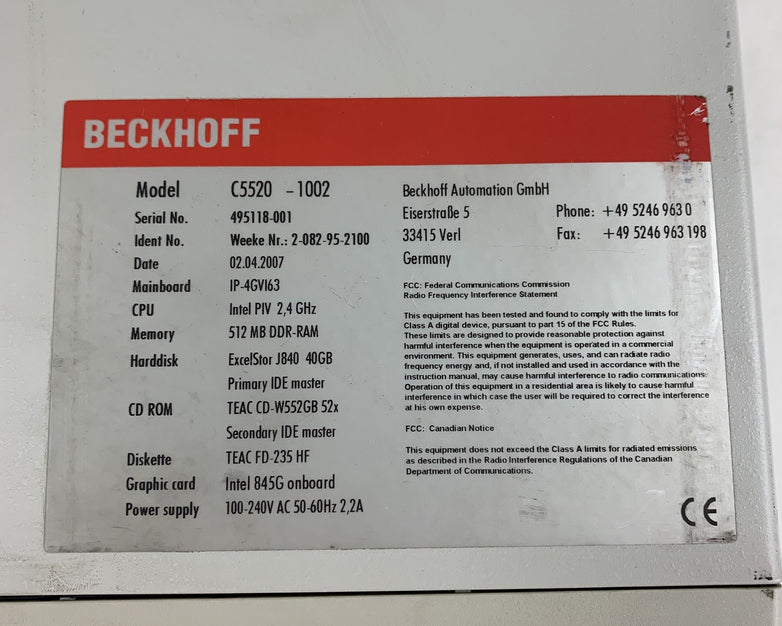 BECKHOFF
Model C5520 - 1002
Serial No. 495118-001
Ident No. Weeke Nr.: 2-082-95-2100
Date 02.04.2007
Mainboard IP-4GVI63
CPU Intel PIV 2,4 GHz
Memory 512 MB DDR-RAM
Harddisk ExcelStor J840 40GB
Primary IDE master
CD ROM TEAC CD-W552GB 52x
Secondary IDE master
Diskette TEAC FD-235 HF
Graphic card Intel 845G onboard
Power supply 100-240V AC 50-60Hz 2,2A
Beckhoff Automation GmbH
Eiserstraße 5 Phone: +49 5246 963 0
33415 Verl Fax: +49 5246 963 198
Germany
FCC: Federal Communications Commission
Radio Frequency Interference Statement
This equipment has been tested and found to comply with the limits for
Class A digital device, pursuant to part 15 of the FCC Rules.
These limits are designed to provide reasonable protection against
harmful interference when the equipment is operated in a commercial
environment. This equipment generates, uses, and can radiate radio
frequency energy and, if not installed and used in accordance with the
instruction manual, may cause harmful interference to radio communications.
Operation of this equipment in a residential area is likely to cause harmful
interference in which case the user will be required to correct the interference
at his own expense.
FCC: Canadian Notice
This equipment does not exceed the Class A limits for radiated emissions
as described in the Radio Interference Regulations of the Canadian
Department of Communications.
CE